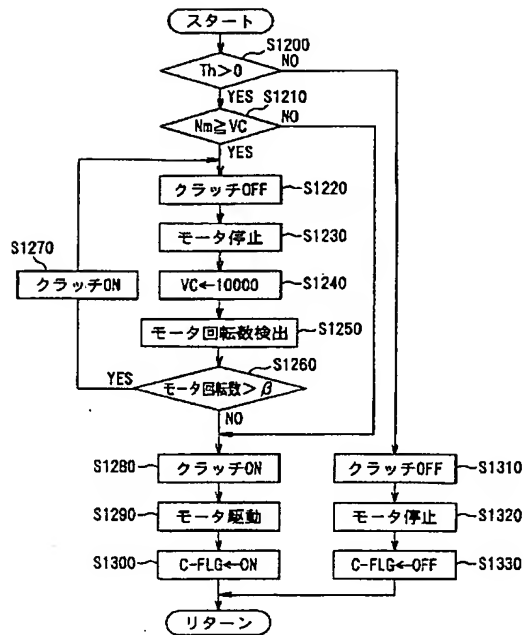 スタート
S1200
Th>0
NO
YES
S1210
Nm≧VC
NO
YES
クラッチOFF
S1220
S1270
モータ停止
S1230
クラッチON
VC←10000
S1240
モータ回転数検出
S1250
S1260
YES
モータ回転数>β
NO
S1280
クラッチON
クラッチOFF
S1310
S1290
モータ駆動
モータ停止
S1320
S1300
C-FLG←ON
C-FLG←OFF
S1330
リターン